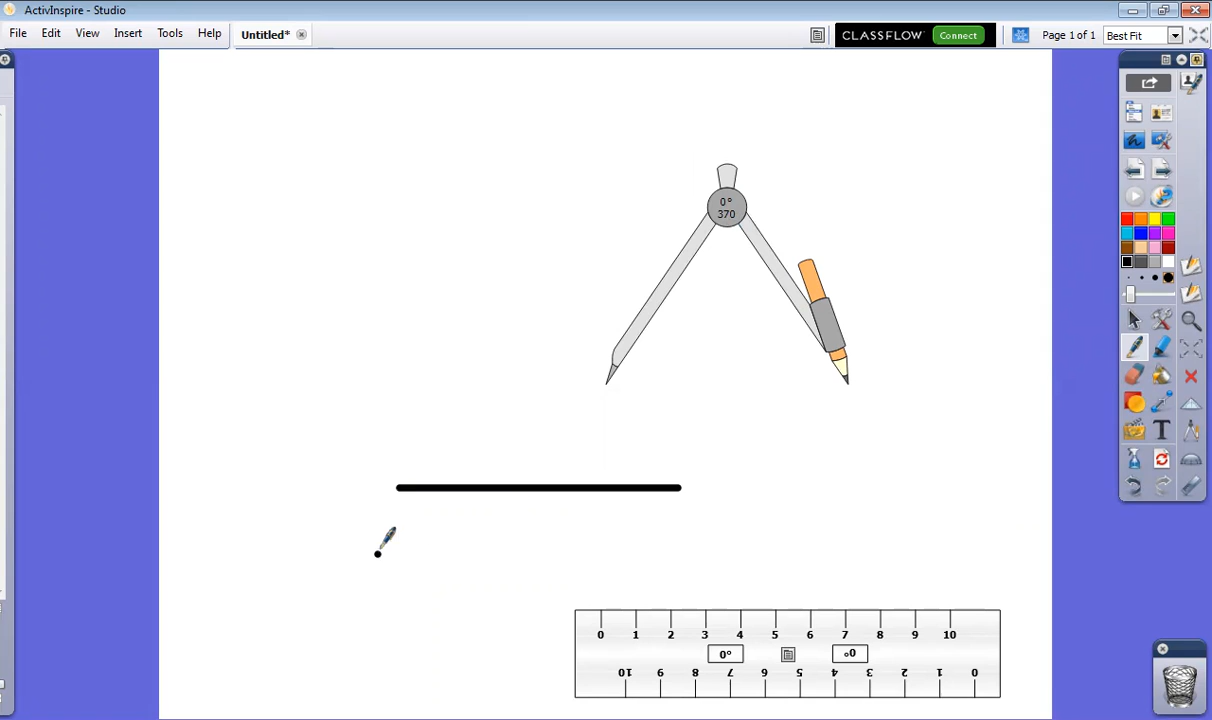 ActivInspire - Studio
File Edit View Insert Tools Help
Untitled* CLASSFLOW Connect Page 1 of 1 Best Fit
0°
370
T
0 1 2 3 4 5 6 7 8 9 10
0° 0°
10 9 8 7 6 5 4 3 2 1 0